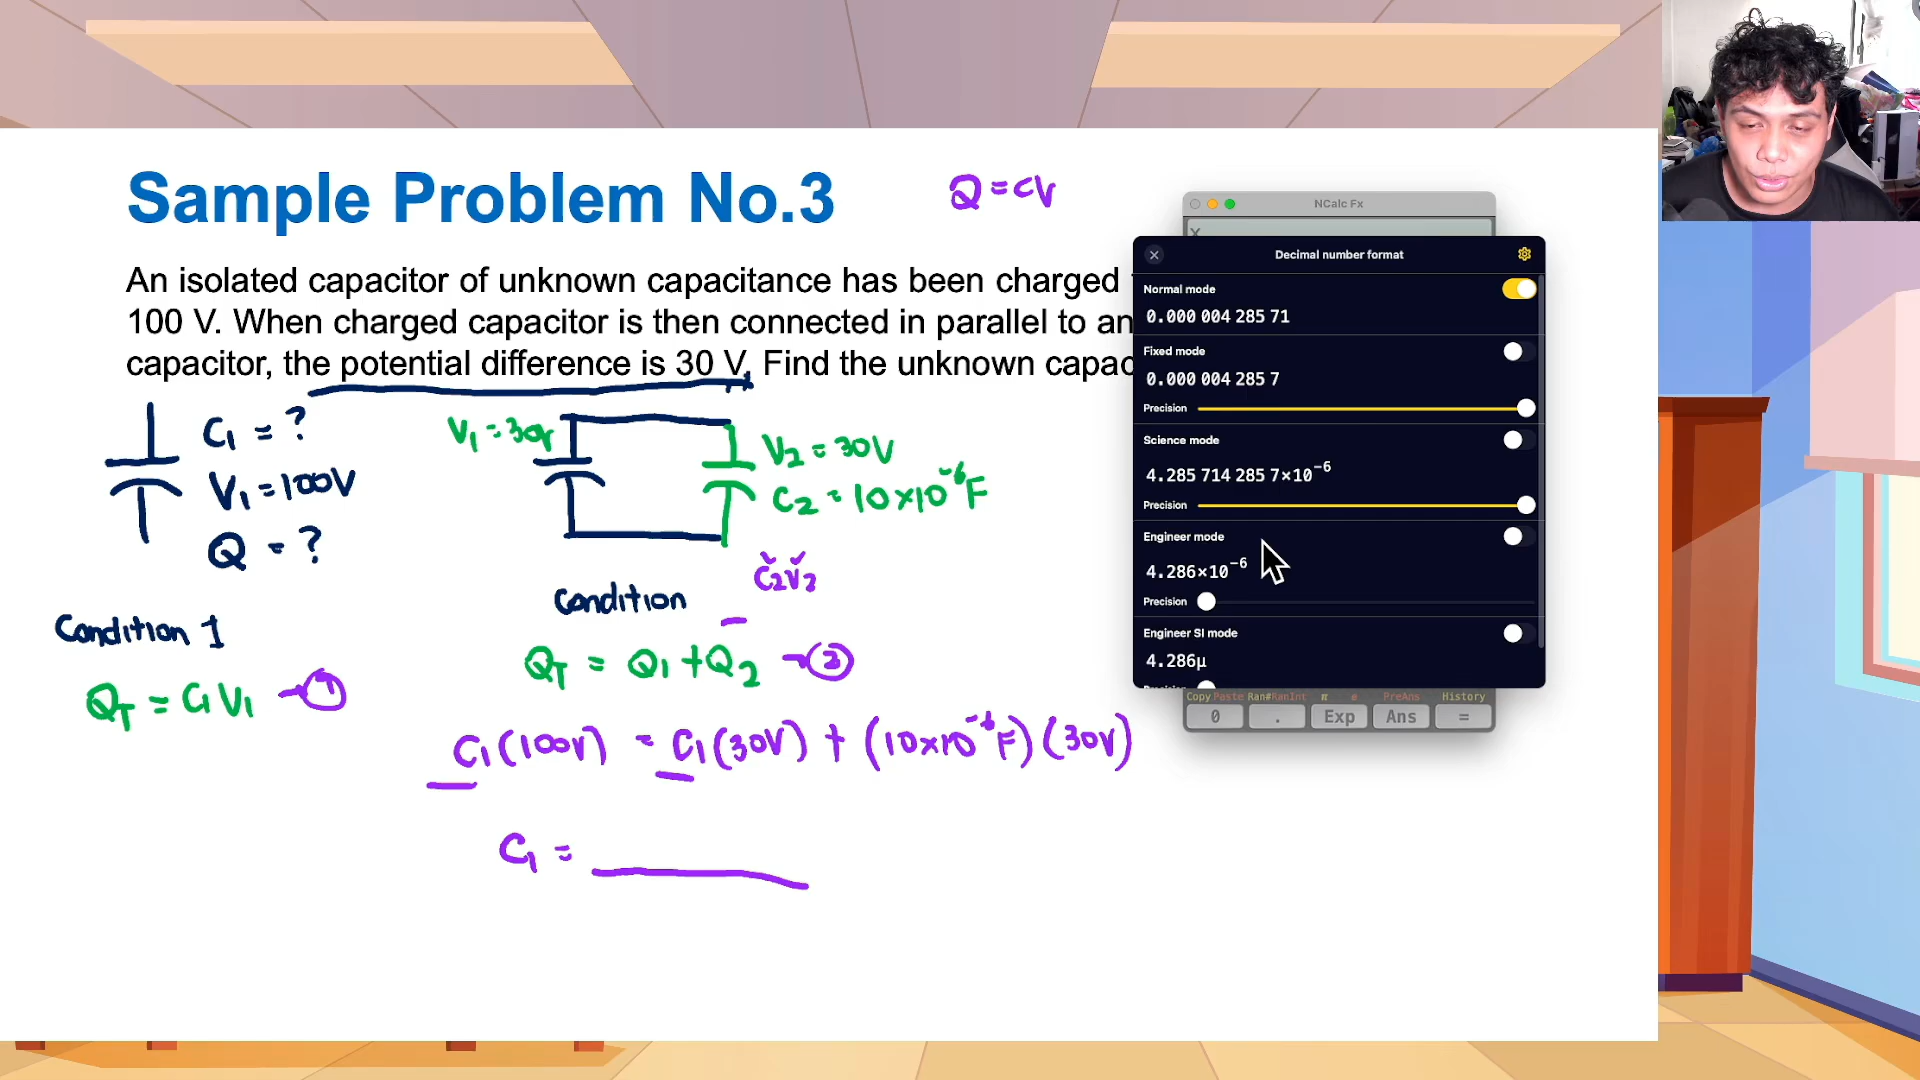 Sample Problem No.3
Q = CV
An isolated capacitor of unknown capacitance has been charged
100 V. When charged capacitor is then connected in parallel to an
capacitor, the potential difference is 30 V. Find the unknown capac
C1 = ?
V1 = 100V
Q = ?
Condition 1
QT = C1V1 → 1
V1 = 30V
V2 = 30V
C2 = 10x10^-6 F
C2V2
Condition
QT = Q1 + Q2 → 2
C1(100V) = C1(30V) + (10x10^-6 F)(30V)
C1 =
NCalc Fx
X
Decimal number format
Normal mode
0.000 004 285 71
Fixed mode
0.000 004 285 7
Precision
Science mode
4.285 714 285 7×10^-6
Precision
Engineer mode
4.286×10^-6
Precision
Engineer SI mode
4.286μ
Copy Paste Ran# RanInt π e PreAns History
0 . Exp Ans =